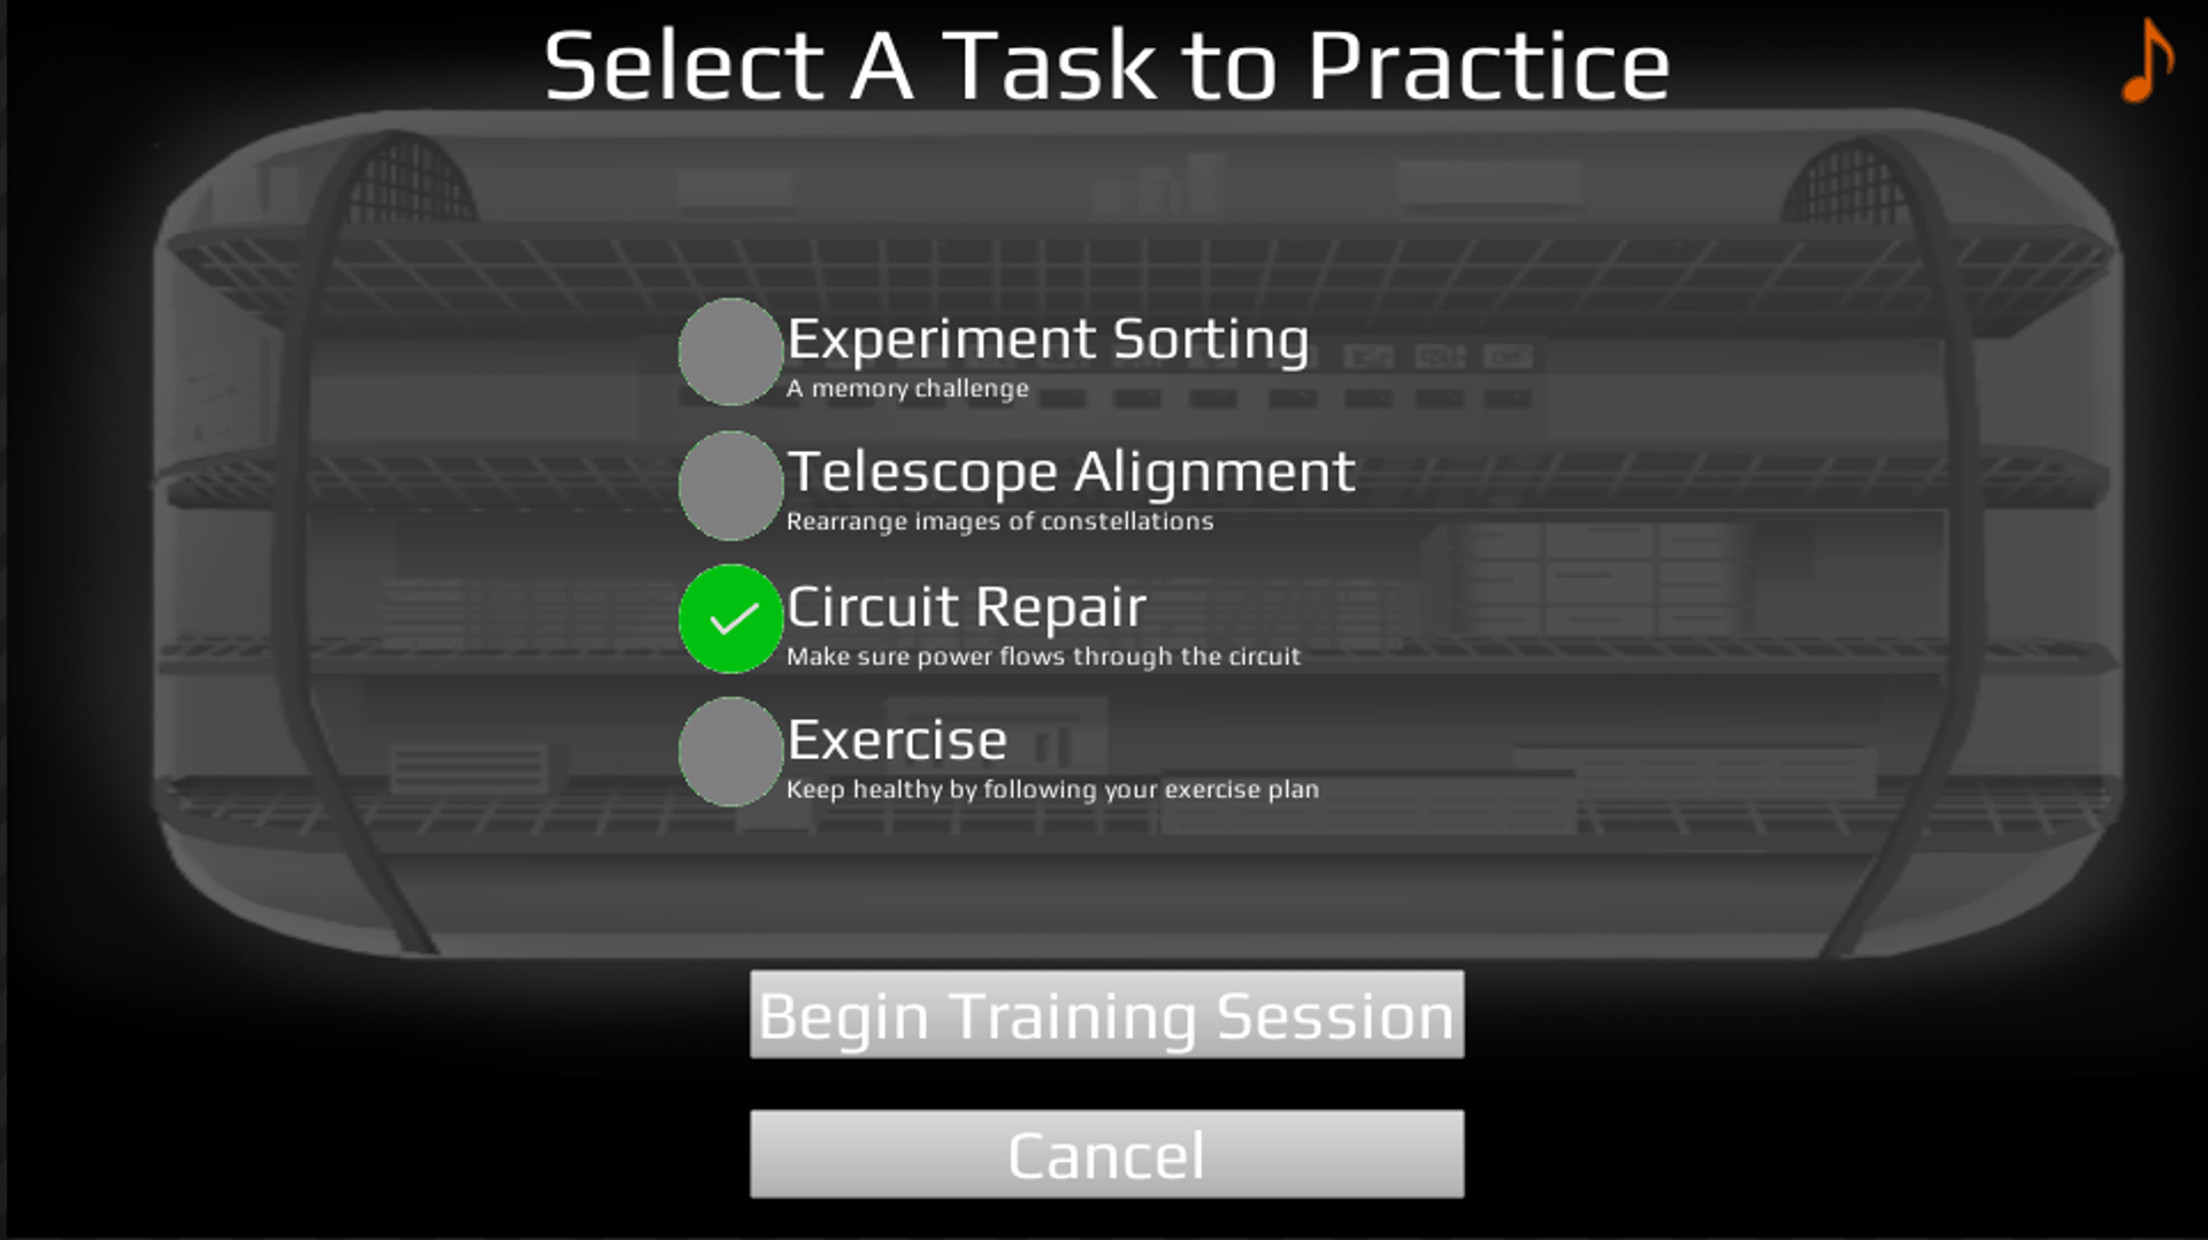 Select A Task to Practice
Experiment Sorting
A memory challenge
Telescope Alignment
Rearrange images of constellations
Circuit Repair
Make sure power flows through the circuit
Exercise
Keep healthy by following your exercise plan
Begin Training Session
Cancel